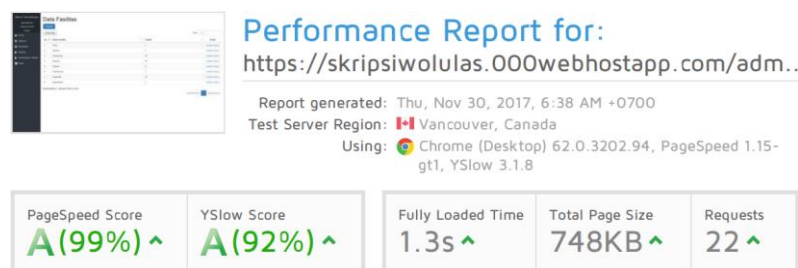 Data Fasilitas
Performance Report for:
https://skripsiwolulas.000webhostapp.com/adm..
Report generated: Thu, Nov 30, 2017, 6:38 AM +0700
Test Server Region: Vancouver, Canada
Using: Chrome (Desktop) 62.0.3202.94, PageSpeed 1.15-
gt1, YSlow 3.1.8
PageSpeed Score
YSlow Score
Fully Loaded Time
Total Page Size
Requests
A (99%)
A (92%)
1.3s
748KB
22